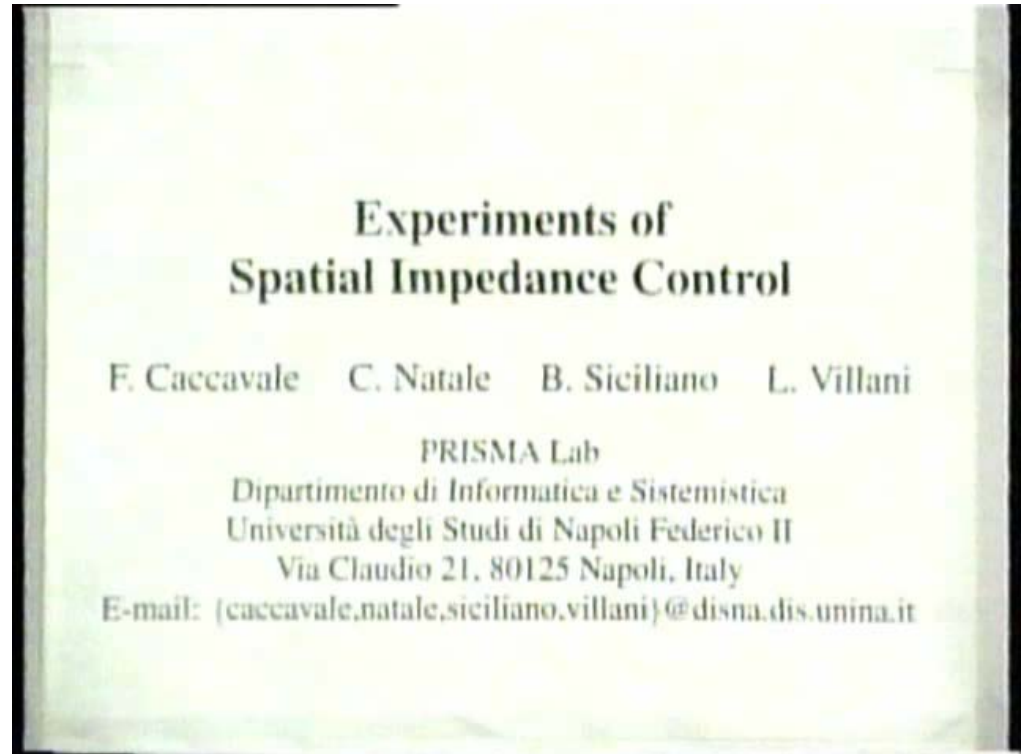 Experiments of
Spatial Impedance Control
F. Caccavale C. Natale B. Siciliano L. Villani
PRISMA Lab
Dipartimento di Informatica e Sistemistica
Università degli Studi di Napoli Federico II
Via Claudio 21, 80125 Napoli, Italy
E-mail: {caccavale,natale,siciliano,villani}@disna.dis.unina.it